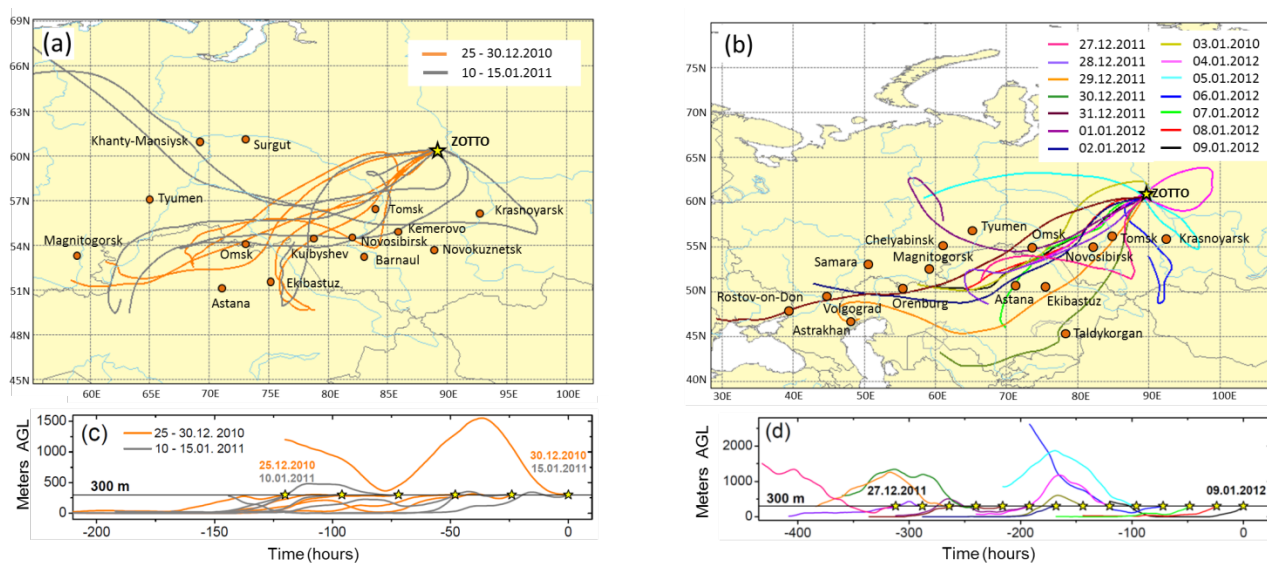 (a)
25 - 30.12.2010
10 - 15.01.2011
69N
66N
63N
60N
57N
54N
51N
48N
45N
Khanty-Mansiysk
Surgut
ZOTTO
Tyumen
Tomsk
Krasnoyarsk
Kemerovo
Magnitogorsk
Omsk
Kuibyshev
Novosibirsk
Novokuznetsk
Barnaul
Astana
Ekibastuz
60E
65E
70E
75E
80E
85E
90E
95E
100E
(b)
27.12.2011
28.12.2011
29.12.2011
30.12.2011
31.12.2011
01.01.2012
02.01.2012
03.01.2010
04.01.2012
05.01.2012
06.01.2012
07.01.2012
08.01.2012
09.01.2012
75N
70N
65N
60N
55N
50N
45N
40N
ZOTTO
Tyumen
Chelyabinsk
Omsk
Tomsk
Krasnoyarsk
Samara
Magnitogorsk
Novosibirsk
Rostov-on-Don
Volgograd
Orenburg
Astana
Ekibastuz
Astrakhan
Taldykorgan
30E
35E
40E
45E
50E
55E
60E
65E
70E
75E
80E
85E
90E
95E
100E
(c)
25 - 30.12. 2010
10 - 15.01. 2011
Meters AGL
1500
1000
500
0
300 m
25.12.2010
10.01.2011
30.12.2010
15.01.2011
-200
-150
-100
-50
0
Time (hours)
(d)
Meters AGL
2000
1000
0
300 m
27.12.2011
09.01.2012
-400
-300
-200
-100
0
Time (hours)